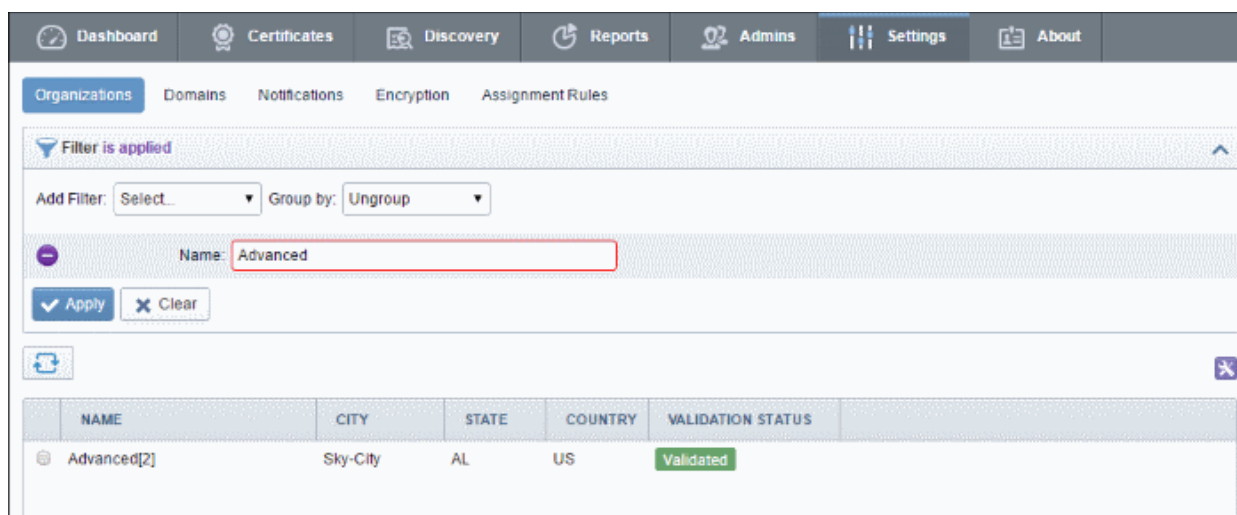 Dashboard Certificates Discovery Reports Admins Settings About
Organizations Domains Notifications Encryption Assignment Rules
Filter is applied
Add Filter: Select... Group by: Ungroup
Name: Advanced
Apply Clear
NAME CITY STATE COUNTRY VALIDATION STATUS
Advanced[2] Sky-City AL US Validated